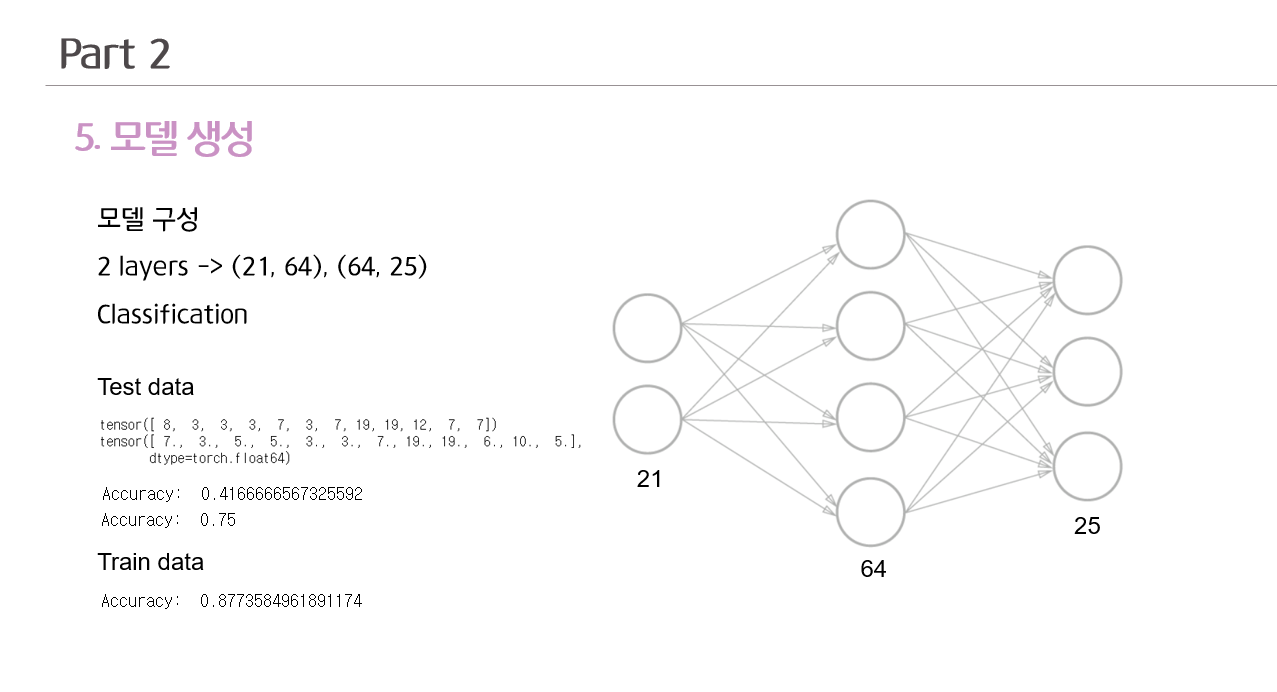 Part 2
5. 모델 생성
모델 구성
2 layers -> (21, 64), (64, 25)
Classification
Test data
tensor([ 8, 3, 3, 3, 7, 3, 7, 19, 19, 12, 7, 7])
tensor([ 7., 3., 5., 5., 3., 3., 7., 19., 19., 6., 10., 5.],
dtype=torch.float64)
Accuracy: 0.4166666567325592
Accuracy: 0.75
Train data
Accuracy: 0.8773584961891174
21
64
25